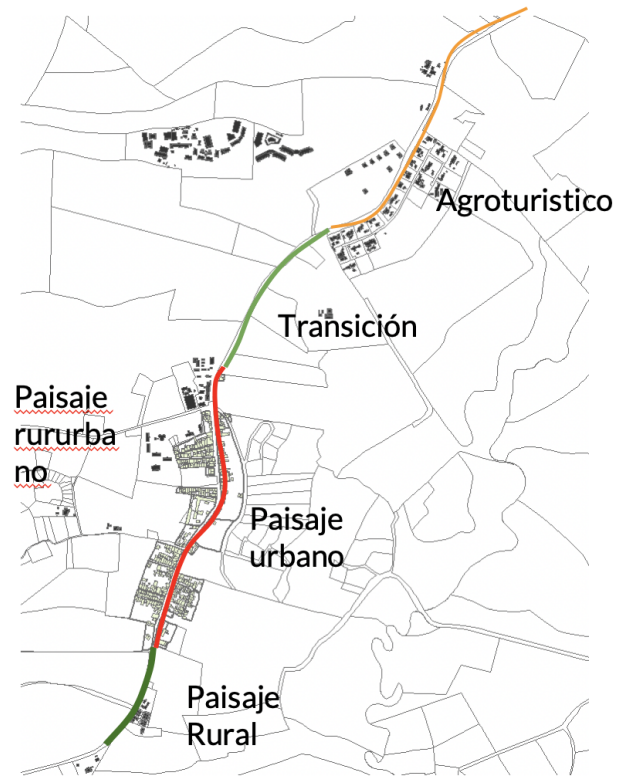 Agroturistico
Transición
Paisaje
rururba
no
Paisaje
urbano
Paisaje
Rural